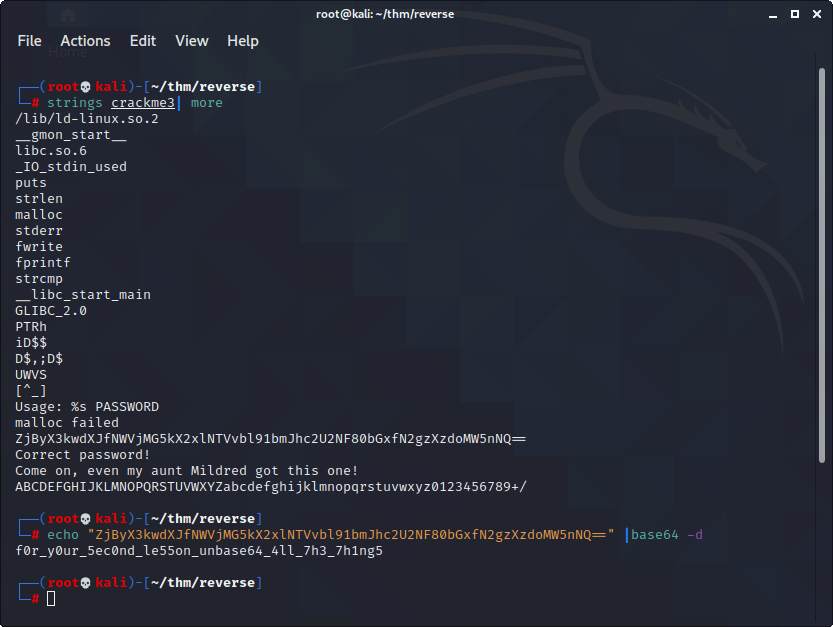 root@kali: ~/thm/reverse
File Actions Edit View Help
Home
┌──(root💀kali)-[~/thm/reverse]
└─# strings crackme3| more
/lib/ld-linux.so.2
__gmon_start__
libc.so.6
_IO_stdin_used
puts
strlen
malloc
stderr
fwrite
fprintf
strcmp
__libc_start_main
GLIBC_2.0
PTRh
iD$$
D$,;D$
UWVS
[^_]
Usage: %s PASSWORD
malloc failed
ZjByX3kwdXJfNWVjMG5kX2xlNTVvbl91bmJhc2U2NF80bGxfN2gzXzdoMW5nNQ==
Correct password!
Come on, even my aunt Mildred got this one!
ABCDEFGHIJKLMNOPQRSTUVWXYZabcdefghijklmnopqrstuvwxyz0123456789+/
┌──(root💀kali)-[~/thm/reverse]
└─# echo "ZjByX3kwdXJfNWVjMG5kX2xlNTVvbl91bmJhc2U2NF80bGxfN2gzXzdoMW5nNQ==" |base64 -d
f0r_y0ur_5ec0nd_le55on_unbase64_4ll_7h3_7h1ng5
┌──(root💀kali)-[~/thm/reverse]
└─#